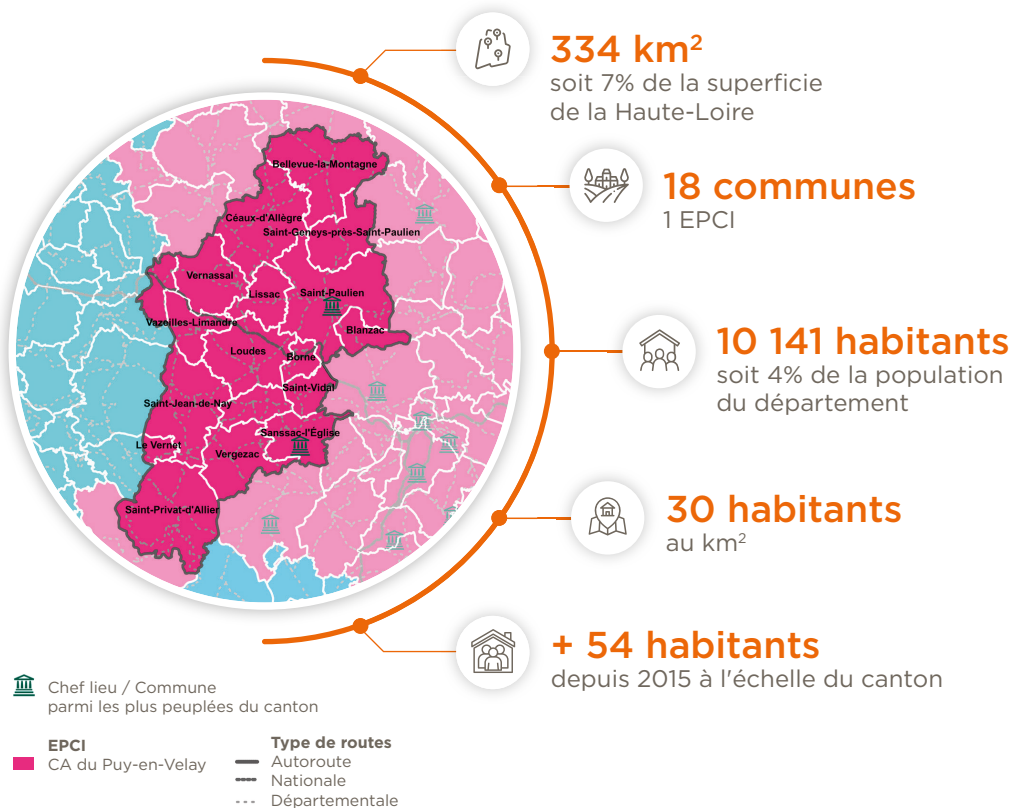 334 km²
soit 7% de la superficie
de la Haute-Loire
18 communes
1 EPCI
10 141 habitants
soit 4% de la population
du département
30 habitants
au km²
+ 54 habitants
depuis 2015 à l'échelle du canton
Bellevue-la-Montagne
Céaux-d'Allègre
Saint-Geneys-près-Saint-Paulien
Vernassal
Lissac
Saint-Paulien
Vazeilles-Limandre
Blanzac
Loudes
Borne
Saint-Vidal
Saint-Jean-de-Nay
Sanssac-l'Église
Le Vernet
Vergezac
Saint-Privat-d'Allier
Chef lieu / Commune
parmi les plus peuplées du canton
EPCI
CA du Puy-en-Velay
Type de routes
Autoroute
Nationale
Départementale